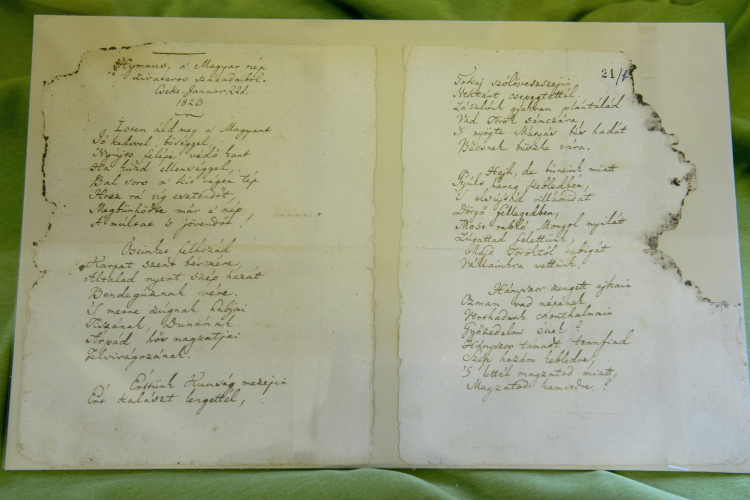 Hymnus, a' Magyar nép
zivataros századaiból.
Cseke Januar. 22d.
1823
Isten áld meg a Magyart
Jó kedvvel, bőséggel,
Nyújts feléje védő kart
Ha küzd ellenséggel,
Bal sors a' kit régen tép
Hozz rá víg esztendőt,
Megbünhödte már e' nép
A' multat 's jövendőt!
Őseinket felhozád
Kárpát szent bérczére,
Általad nyert szép hazát
Bendegúznak vére.
'S merre zúgnak habjai
Tiszának, Dunának
Árpád hős magzatjai
Felvirágozának.
Értünk Kunság mezejin
Ért kalászt lengettél,
21/
Tokaj szőlővesszejin
Nektárt csepegtettél.
Zászlónk gyakran plántálád
Vad Török sánczára,
'S nyögte Mátyás bús hadát
Bécsnek büszke vára.
Hajh, de bűneink miatt
Gyúlt harag kebledben,
'S elsújtád villámidat
Dörgő fellegedben,
Most rabló Mongol nyilát
Zúgattad felettünk,
Majd Töröktől rabigát
Vállainkra vettünk.
Hányszor zengett ajkain
Ozman vad népének
Vert hadunk csonthalmain
Győzedelmi ének?
Hányszor támadt tennfiad
Szép hazám kebledre,
'S lettél magzatod miatt,
Magzatod hamvedre?